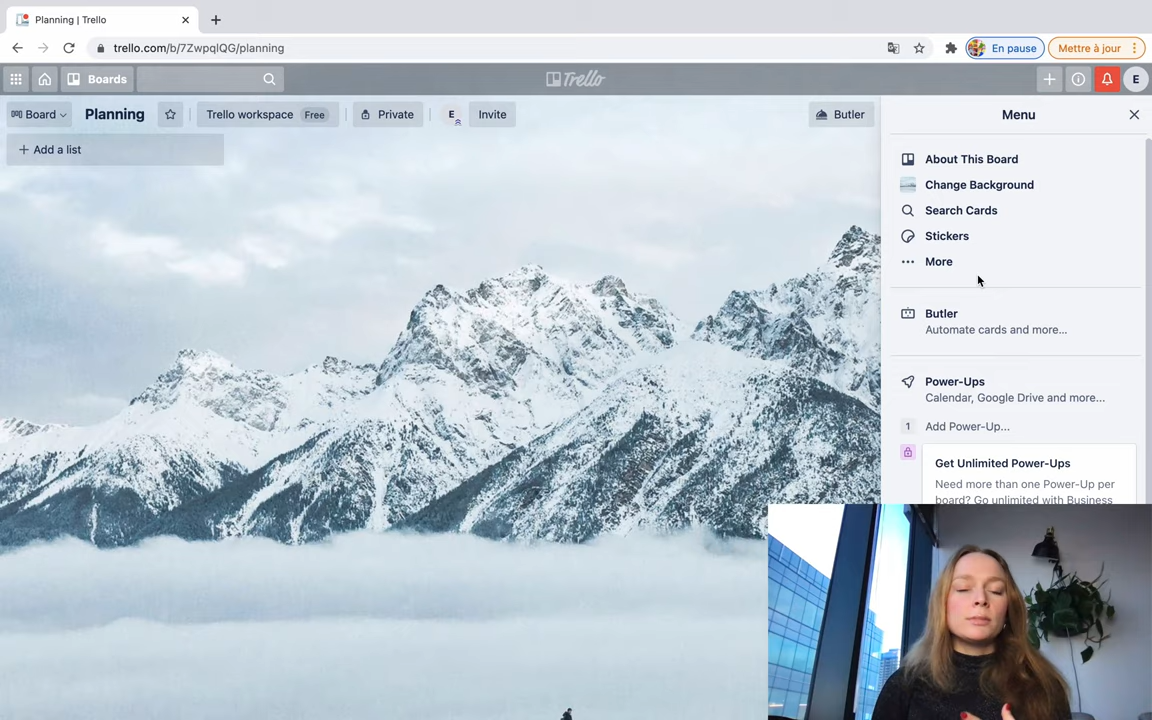 Planning | Trello
trello.com/b/7ZwpqlQG/planning
En pause
Mettre à jour
Boards
Trello
E
Board
Planning
Trello workspace Free
Private
E
Invite
Butler
Menu
+ Add a list
About This Board
Change Background
Search Cards
Stickers
More
Butler
Automate cards and more...
Power-Ups
Calendar, Google Drive and more...
1 Add Power-Up...
Get Unlimited Power-Ups
Need more than one Power-Up per
board? Go unlimited with Business